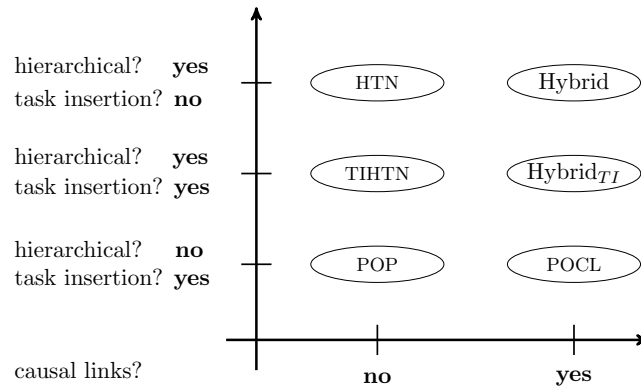 hierarchical? yes
task insertion? no
HTN
Hybrid
hierarchical? yes
task insertion? yes
TIHTN
Hybrid_TI
hierarchical? no
task insertion? yes
POP
POCL
causal links?
no
yes